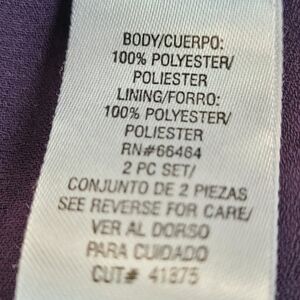 BODY/CUERPO:
100% POLYESTER/
POLIESTER
LINING/FORRO:
100% POLYESTER/
POLIESTER
RN#66464
2 PC SET/
CONJUNTO DE 2 PIEZAS
SEE REVERSE FOR CARE/
VER AL DORSO
PARA CUIDADO
CUT# 41375